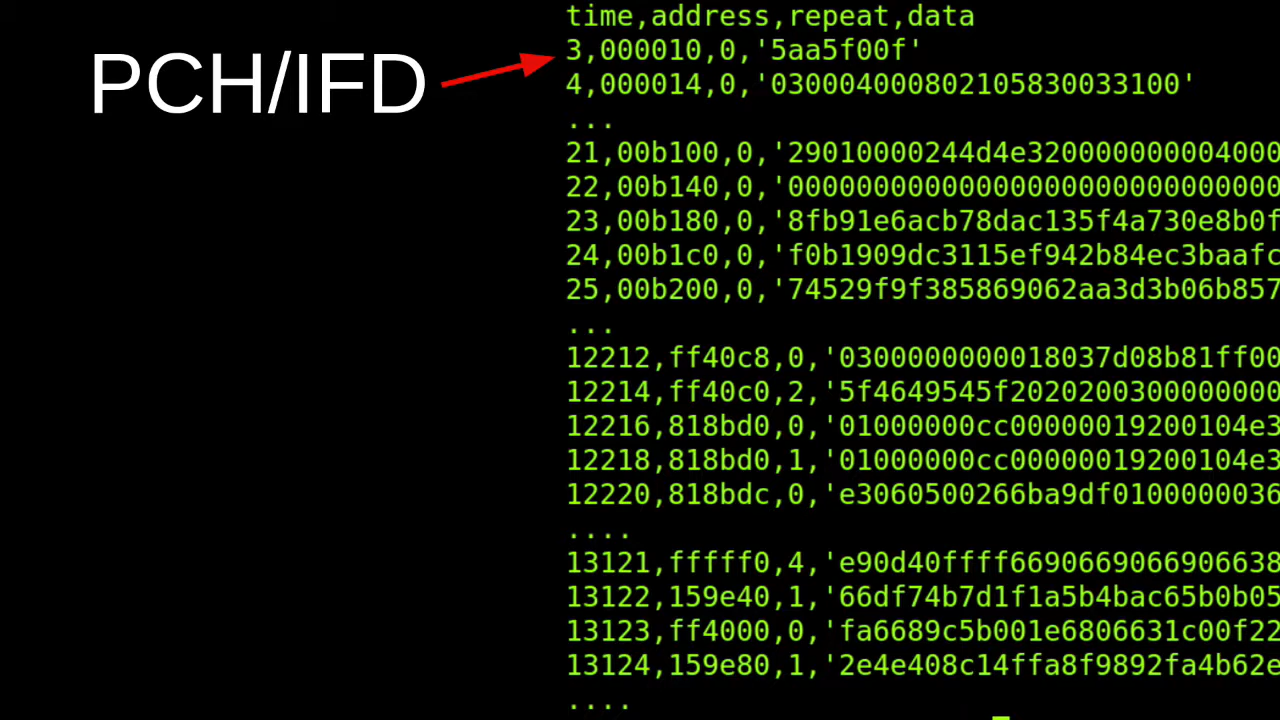 PCH/IFD
time,address,repeat,data
3,000010,0,'5aa5f00f'
4,000014,0,'030004000802105830033100'
...
21,00b100,0,'29010000244d4e320000000004000
22,00b140,0,'00000000000000000000000000000
23,00b180,0,'8fb91e6acb78dac135f4a730e8b0f
24,00b1c0,0,'f0b1909dc3115ef942b84ec3baafc
25,00b200,0,'74529f9f385869062aa3d3b06b857
...
12212,ff40c8,0,'0300000000018037d08b81ff00
12214,ff40c0,2,'5f4649545f2020200300000000
12216,818bd0,0,'01000000cc00000019200104e3
12218,818bd0,1,'01000000cc00000019200104e3
12220,818bdc,0,'e3060500266ba9df0100000036
....
13121,fffff0,4,'e90d40ffff6690669066906638
13122,159e40,1,'66df74b7d1f1a5b4bac65b0b05
13123,ff4000,0,'fa6689c5b001e6806631c00f22
13124,159e80,1,'2e4e408c14ffa8f9892fa4b62e
....